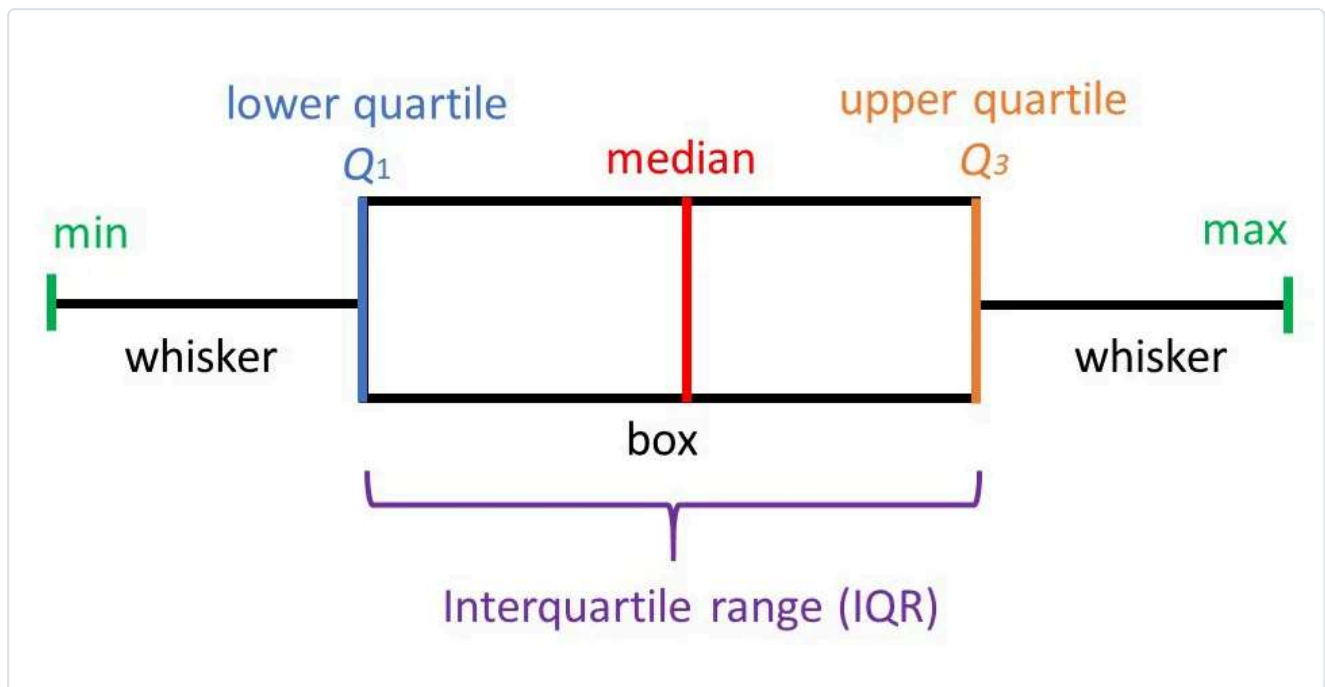 lower quartile
Q1
median
upper quartile
Q3
min
max
whisker
whisker
box
Interquartile range (IQR)